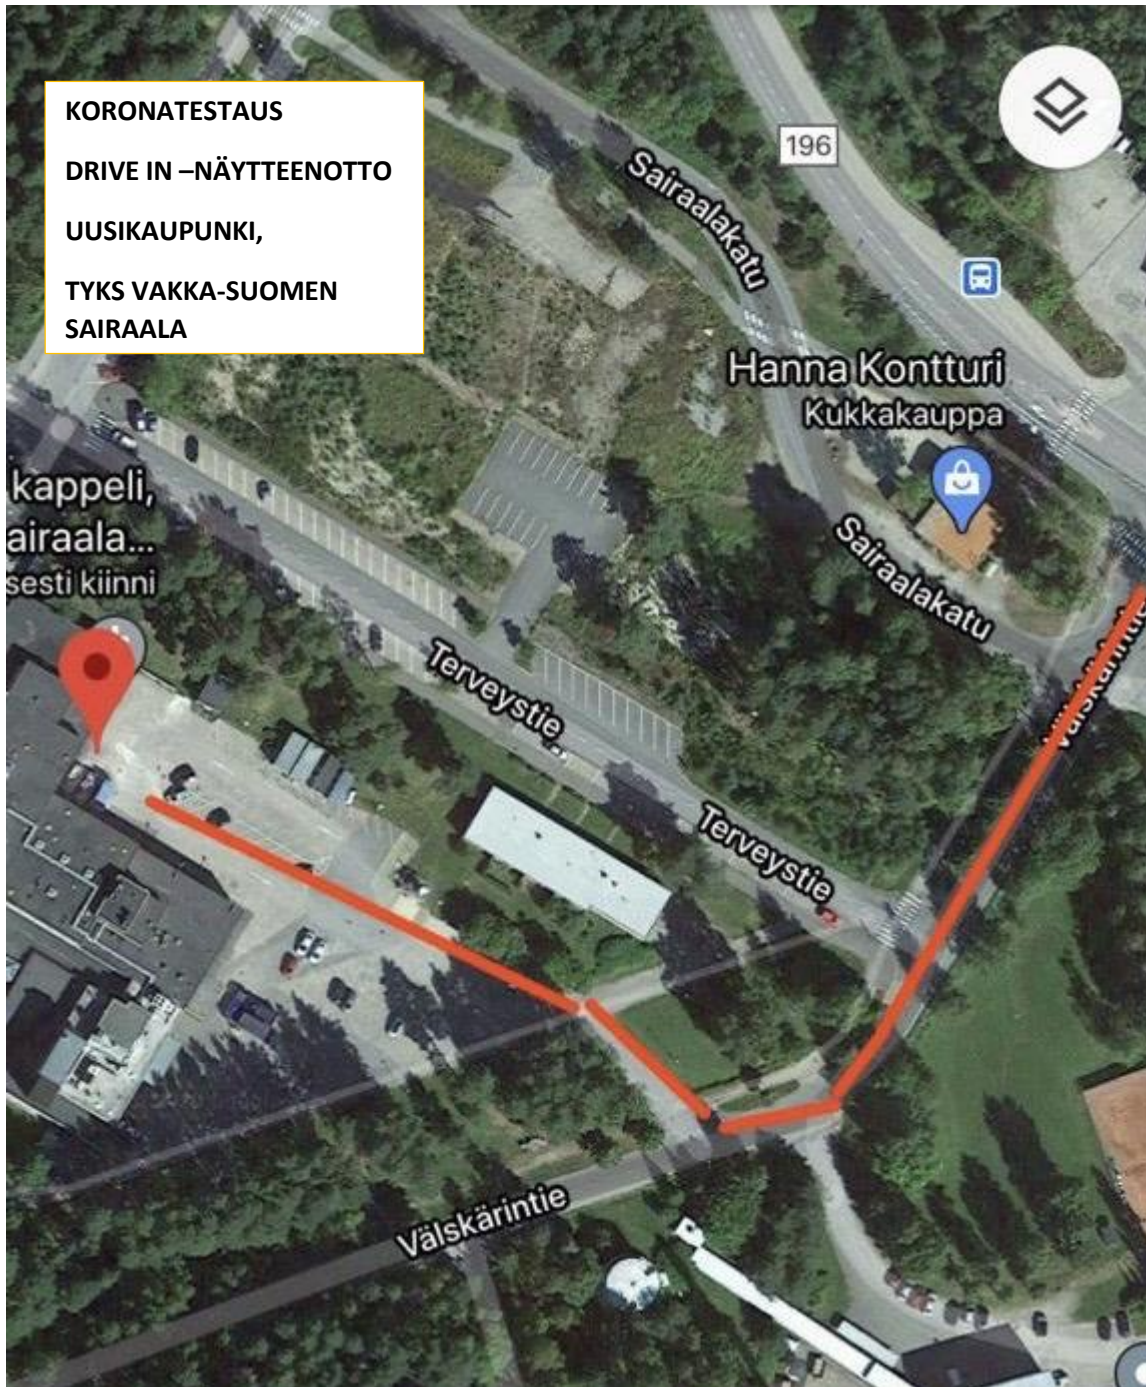 KORONATESTAUS
DRIVE IN –NÄYTTEENOTTO
UUSIKAUPUNKI,
TYKS VAKKA-SUOMEN
SAIRAALA
196
Sairaalakatu
Hanna Kontturi
Kukkakauppa
kappeli,
airaala...
sesti kiinni
Sairaalakatu
Terveystie
Terveystie
Välskärintie